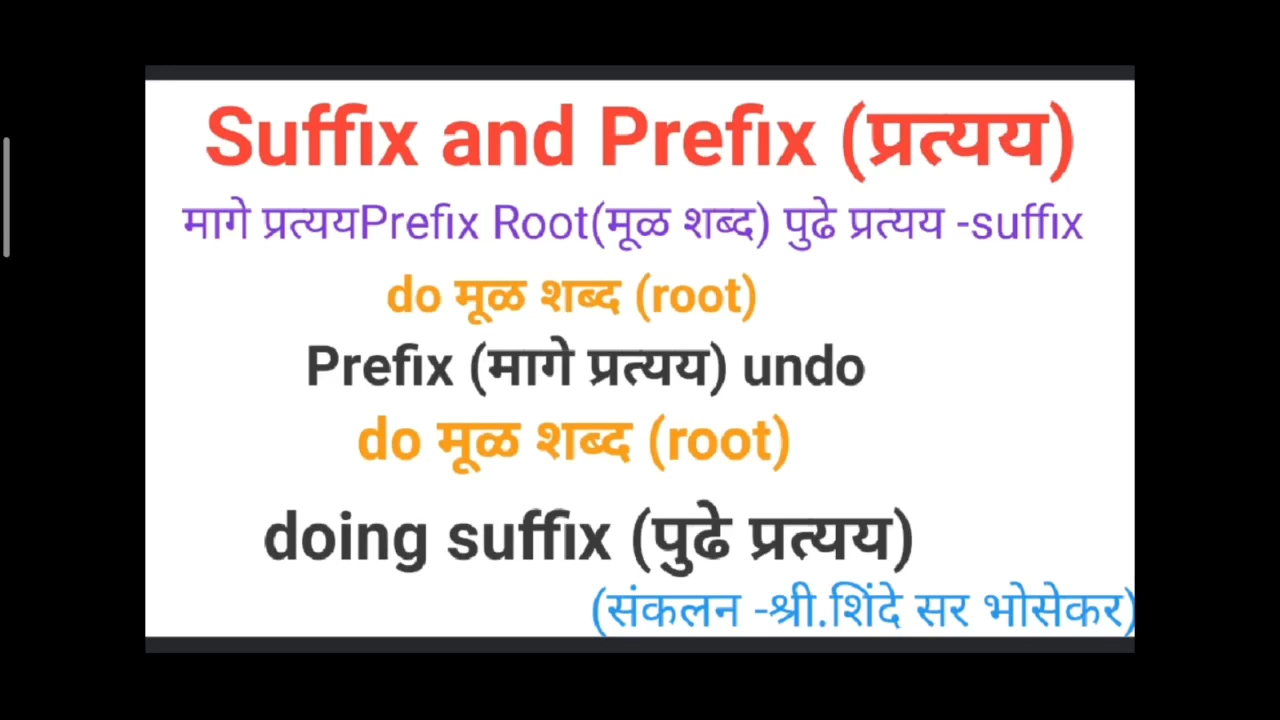 Suffix and Prefix (प्रत्यय)
मागे प्रत्ययPrefix Root(मूळ शब्द) पुढे प्रत्यय -suffix
do मूळ शब्द (root)
Prefix (मागे प्रत्यय) undo
do मूळ शब्द (root)
doing suffix (पुढे प्रत्यय)
(संकलन -श्री.शिंदे सर भोसेकर)